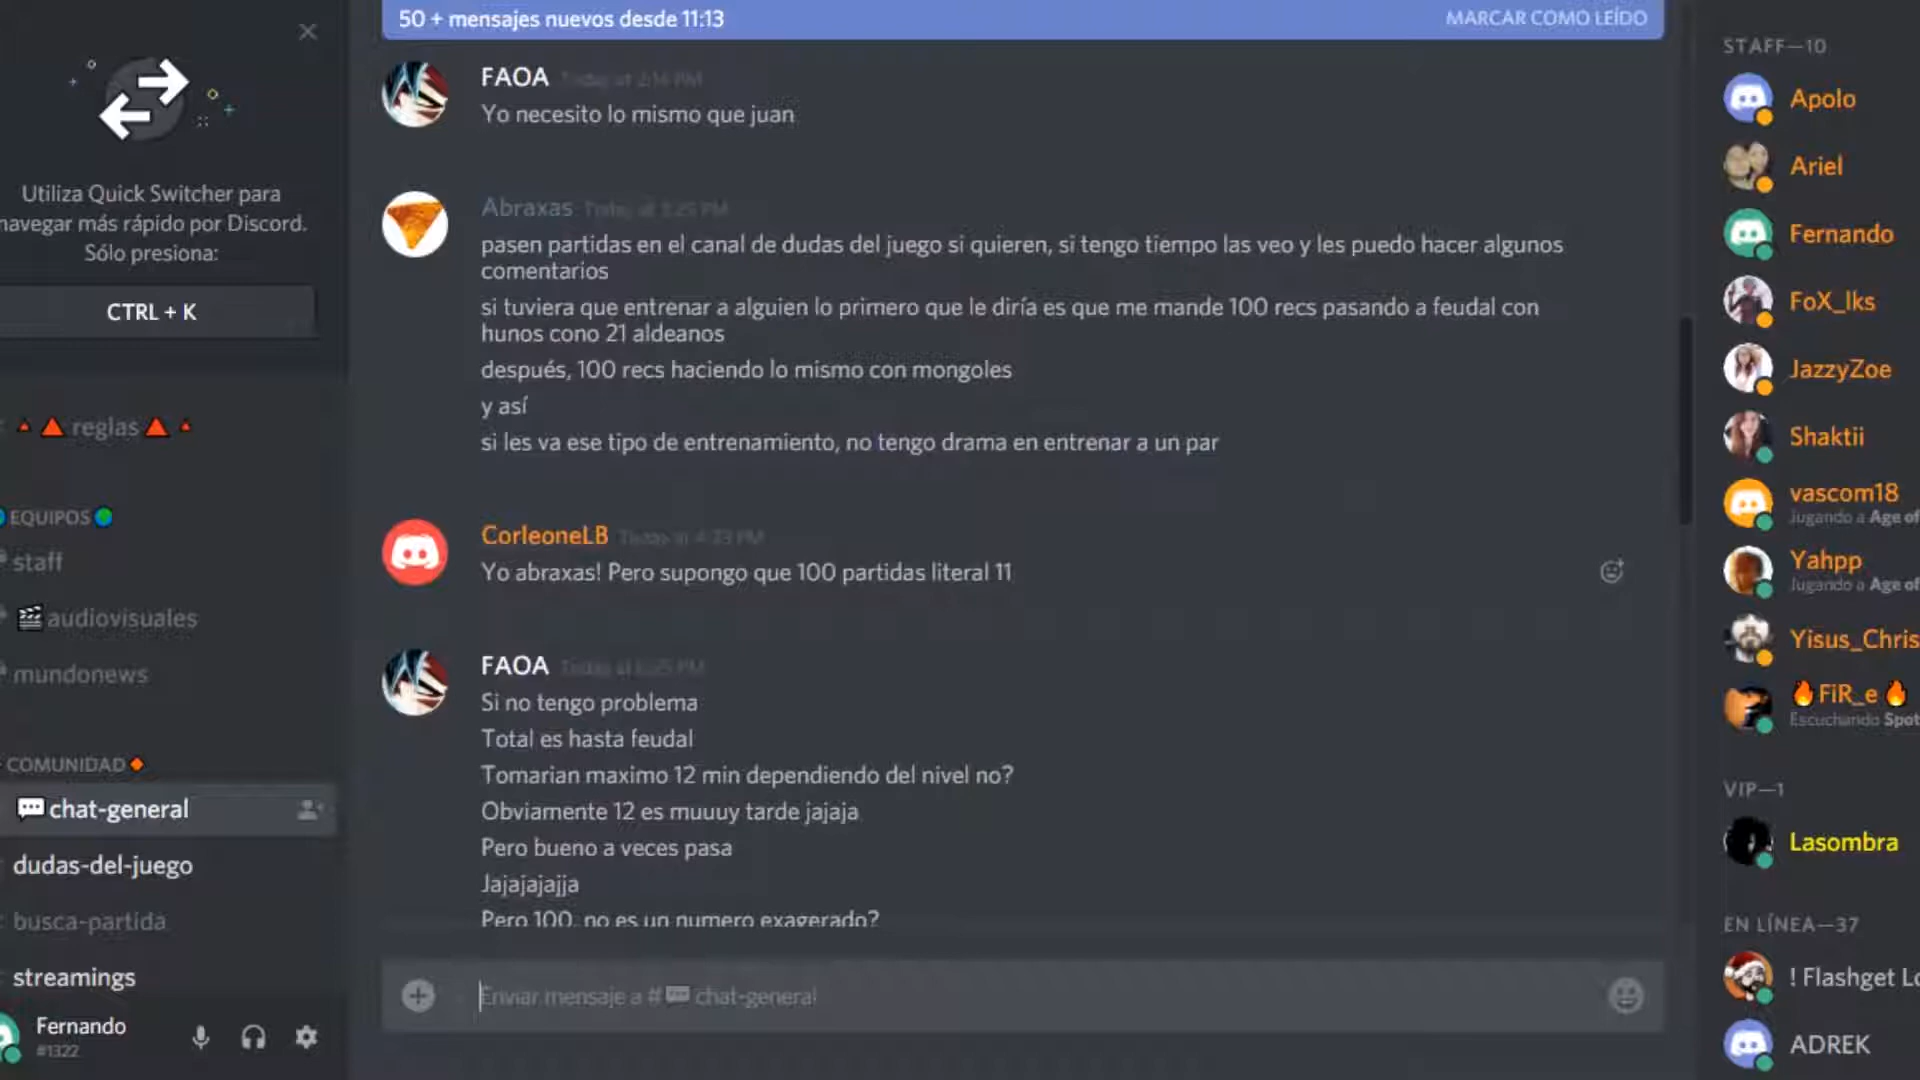 Utiliza Quick Switcher para
navegar más rápido por Discord.
Sólo presiona:
CTRL + K
reglas
EQUIPOS
staff
audiovisuales
mundonews
COMUNIDAD
chat-general
dudas-del-juego
busca-partida
streamings
Fernando
#1322
50 + mensajes nuevos desde 11:13
MARCAR COMO LEÍDO
FAOA
Yo necesito lo mismo que juan
Abraxas
pasen partidas en el canal de dudas del juego si quieren, si tengo tiempo las veo y les puedo hacer algunos
comentarios
si tuviera que entrenar a alguien lo primero que le diría es que me mande 100 recs pasando a feudal con
hunos cono 21 aldeanos
después, 100 recs haciendo lo mismo con mongoles
y así
si les va ese tipo de entrenamiento, no tengo drama en entrenar a un par
CorleoneLB Today at 4:23 PM
Yo abraxas! Pero supongo que 100 partidas literal 11
FAOA
Si no tengo problema
Total es hasta feudal
Tomarian maximo 12 min dependiendo del nivel no?
Obviamente 12 es muuuy tarde jajaja
Pero bueno a veces pasa
Jajajajajja
Pero 100, no es un numero exagerado?
Enviar mensaje a # chat-general
STAFF—10
Apolo
Ariel
Fernando
FoX_lks
JazzyZoe
Shaktii
vascom18
Jugando a Age of
Yahpp
Jugando a Age of
Yisus_Chris
FiR_e
Escuchando Spot
VIP—1
Lasombra
EN LÍNEA—37
! Flashget Lo
ADREK